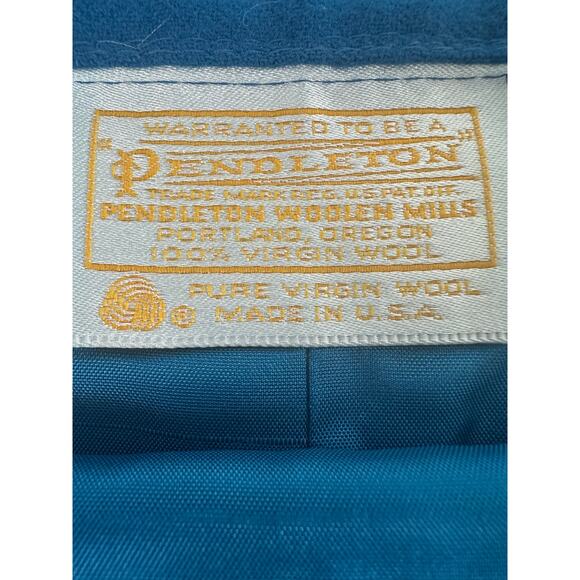 WARRANTED TO BE A
"PENDLETON"
TRADE MARK REG. U.S. PAT. OFF.
PENDLETON WOOLEN MILLS
PORTLAND, OREGON
100% VIRGIN WOOL
® PURE VIRGIN WOOL
MADE IN U.S.A.